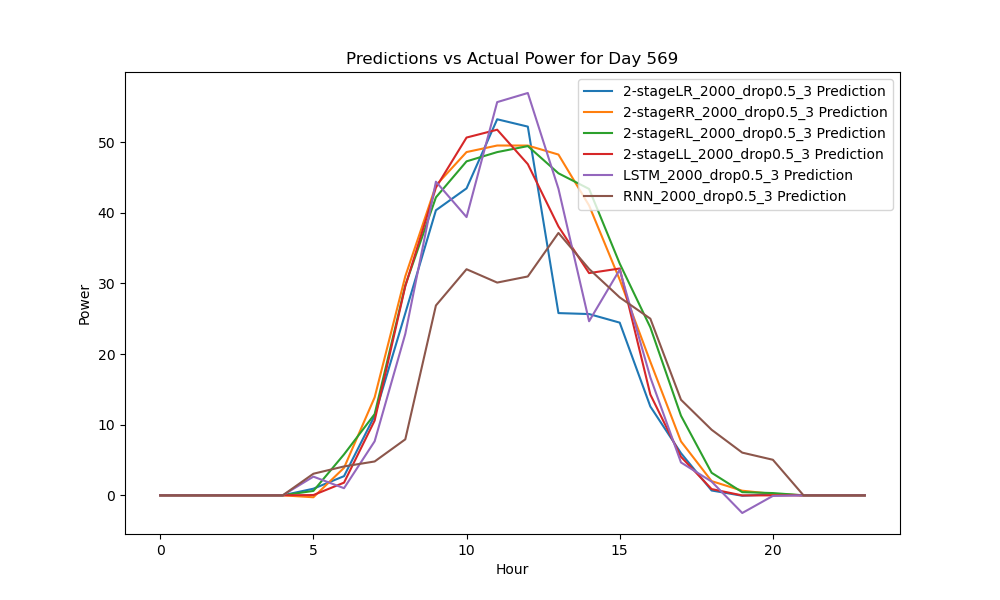 Predictions vs Actual Power for Day 569
2-stageLR_2000_drop0.5_3 Prediction
2-stageRR_2000_drop0.5_3 Prediction
2-stageRL_2000_drop0.5_3 Prediction
2-stageLL_2000_drop0.5_3 Prediction
LSTM_2000_drop0.5_3 Prediction
RNN_2000_drop0.5_3 Prediction
Power
50
40
30
20
10
0
0 5 10 15 20
Hour